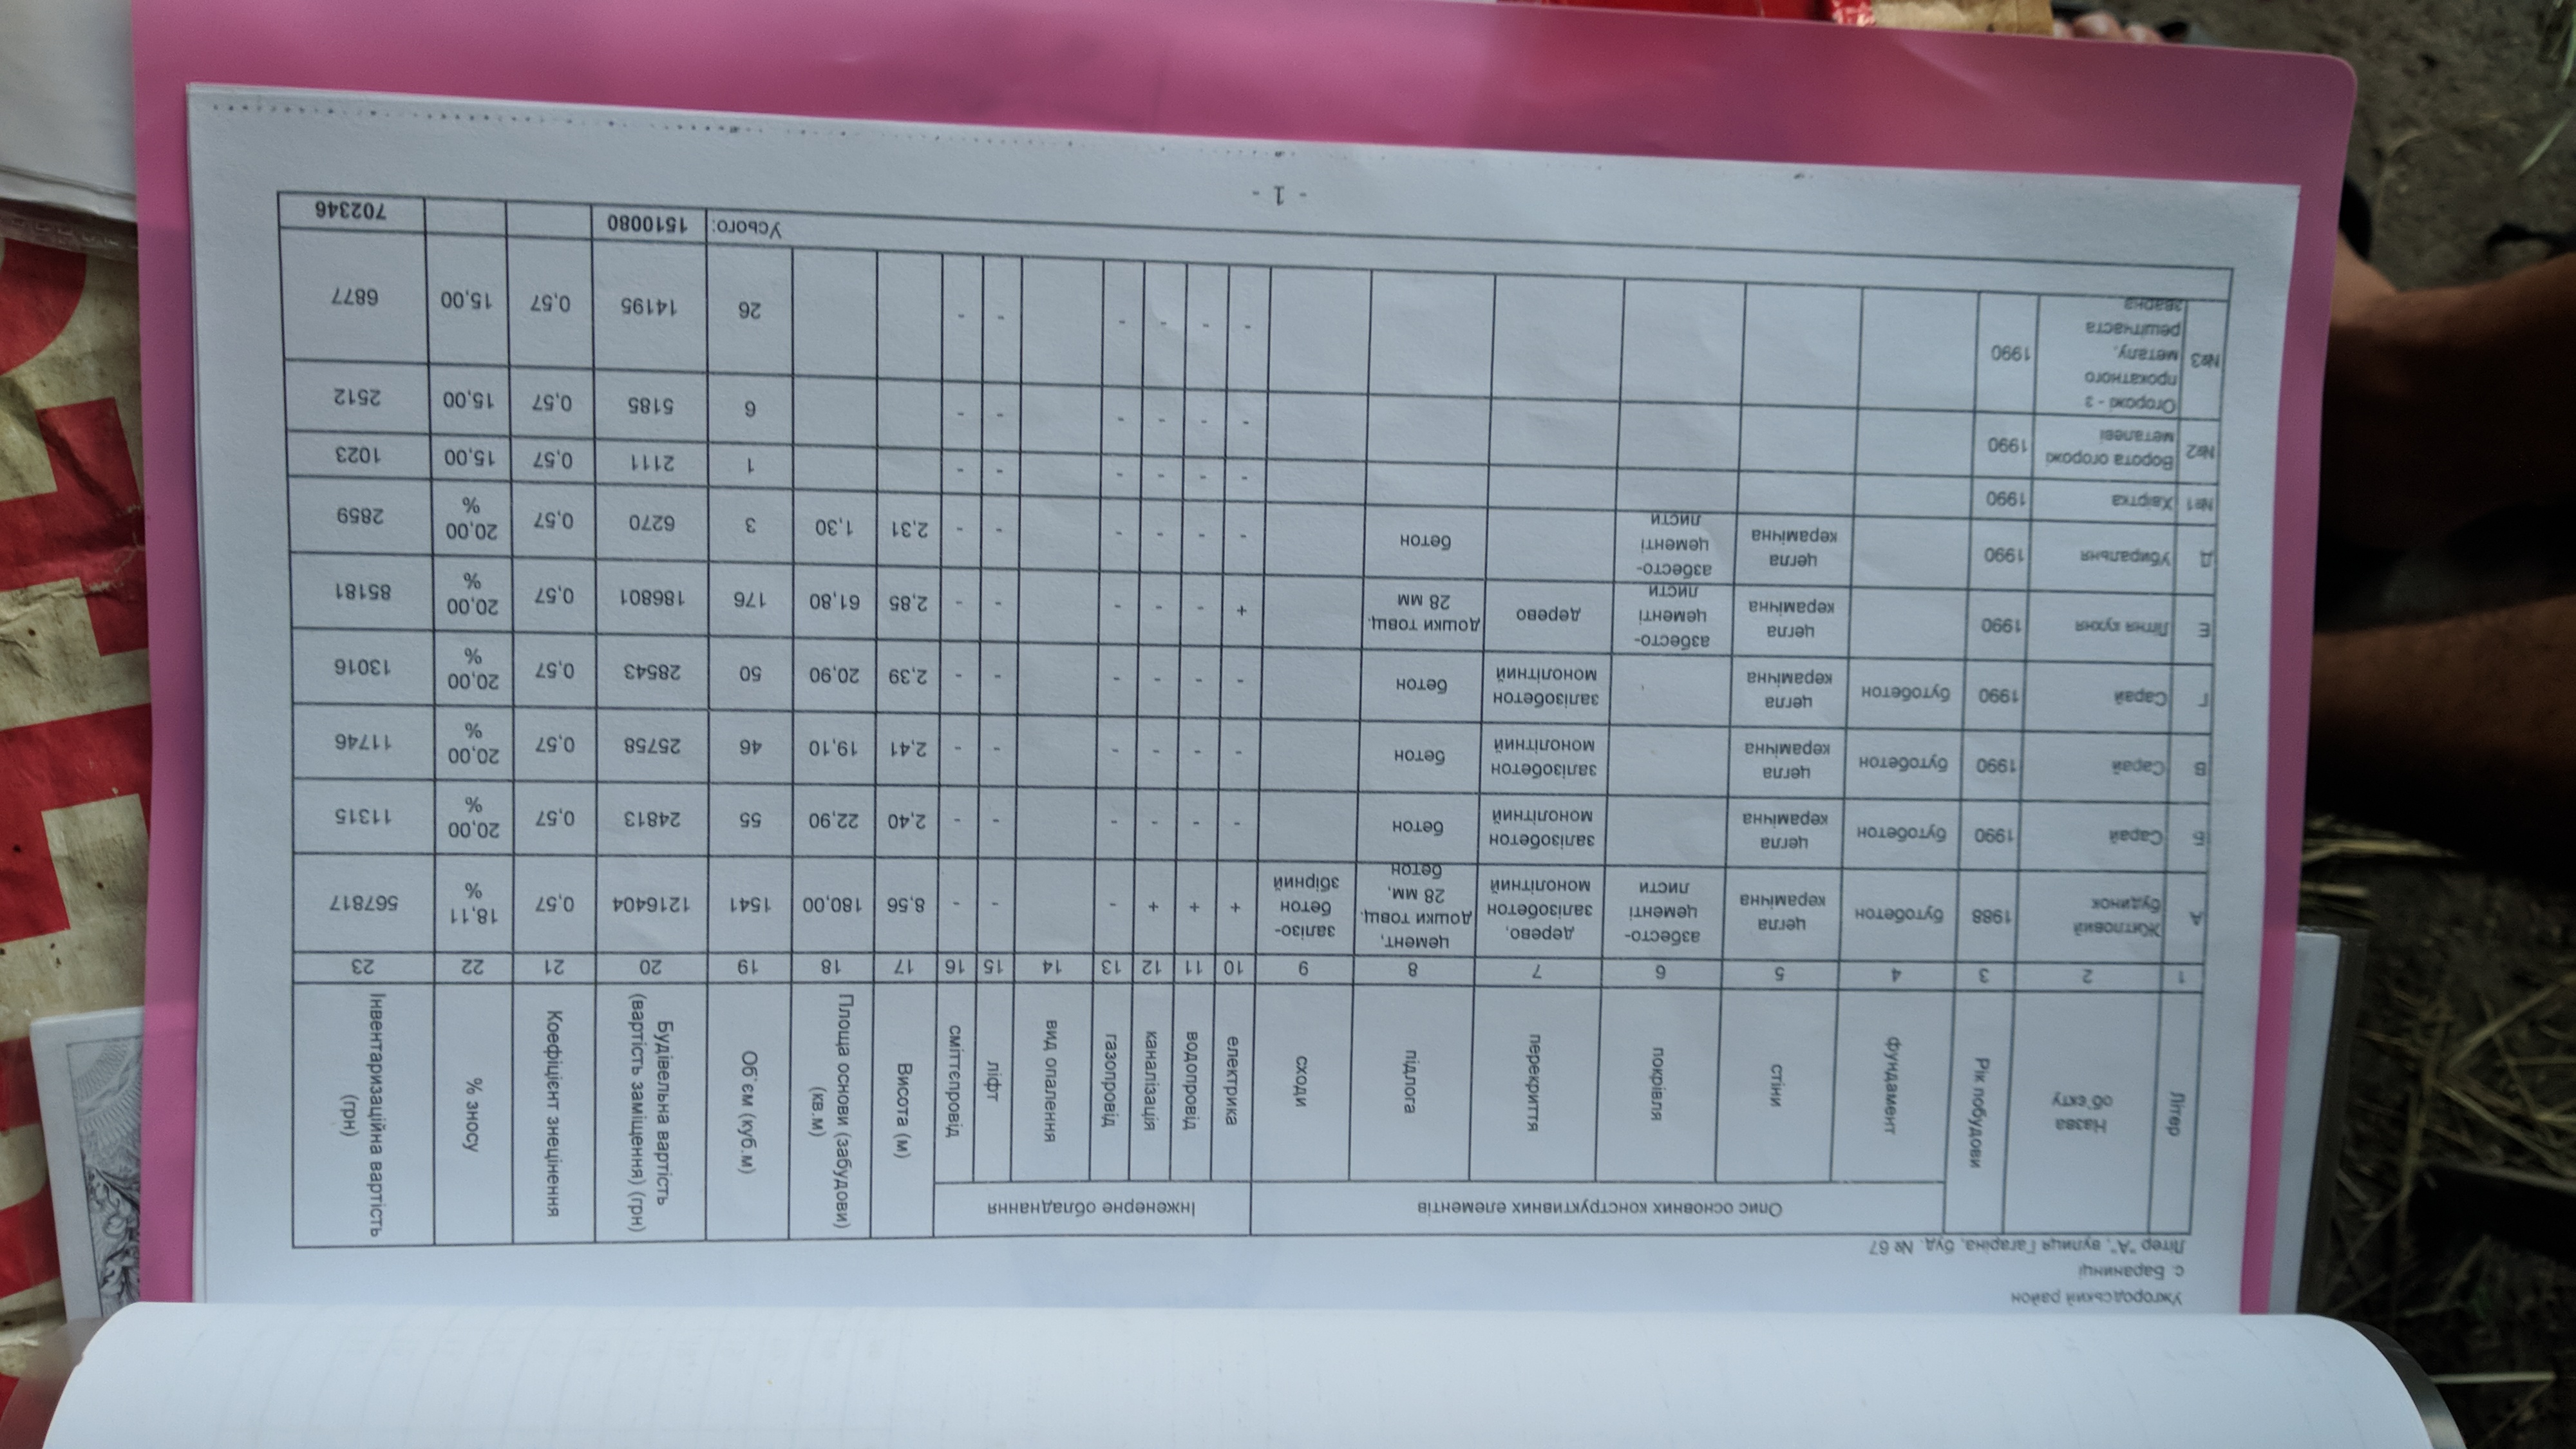 Ужгородський район
с. Баранинці
Літер "А", вулиця Гагаріна, буд. № 67
Літер | Назва об'єкту | Рік побудови | Опис основних конструктивних елементів | Інженерне обладнання | Висота (м) | Площа основи (забудови) (кв.м) | Об'єм (куб.м) | Будівельна вартість (вартість заміщення) (грн) | Коефіцієнт знецінення | % зносу | Інвентаризаційна вартість (грн)
фундамент | стіни | покрівля | перекриття | підлога | сходи | електрика | водопровід | каналізація | газопровід | вид опалення | ліфт | сміттєпровід
1 | 2 | 3 | 4 | 5 | 6 | 7 | 8 | 9 | 10 | 11 | 12 | 13 | 14 | 15 | 16 | 17 | 18 | 19 | 20 | 21 | 22 | 23
А | Житловий будинок | 1988 | бутобетон | цегла керамічна | азбесто-цементі листи | дерево, залізобетон монолітний | цемент, дошки товщ. 28 мм, бетон | залізо-бетон збірний | + | + | + | - | | - | - | 8,56 | 180,00 | 1541 | 1216404 | 0,57 | 18,11 % | 567817
Б | Сарай | 1990 | бутобетон | цегла керамічна | | залізобетон монолітний | бетон | | - | - | - | - | | - | - | 2,40 | 22,90 | 55 | 24813 | 0,57 | 20,00 % | 11315
В | Сарай | 1990 | бутобетон | цегла керамічна | | залізобетон монолітний | бетон | | - | - | - | - | | - | - | 2,41 | 19,10 | 46 | 25758 | 0,57 | 20,00 % | 11746
Г | Сарай | 1990 | бутобетон | цегла керамічна | | залізобетон монолітний | бетон | | - | - | - | - | | - | - | 2,39 | 20,90 | 50 | 28543 | 0,57 | 20,00 % | 13016
Е | Літня кухня | 1990 | | цегла керамічна | азбесто-цементі листи | дерево | дошки товщ. 28 мм | | + | - | - | - | | - | - | 2,85 | 61,80 | 176 | 186801 | 0,57 | 20,00 % | 85181
Д | Убиральня | 1990 | | цегла керамічна | азбесто-цементі листи | | бетон | | - | - | - | - | | - | - | 2,31 | 1,30 | 3 | 6270 | 0,57 | 20,00 % | 2859
№1 | Хвіртка | 1990 | | | | | | | - | - | - | - | | - | - | | | 1 | 2111 | 0,57 | 15,00 | 1023
№2 | Ворота огорожі металеві | 1990 | | | | | | | - | - | - | - | | - | - | | | 6 | 5185 | 0,57 | 15,00 | 2512
№3 | Огорожі - з прокатного металу, решітчаста зварна | 1990 | | | | | | | - | - | - | - | | - | - | | | 26 | 14195 | 0,57 | 15,00 | 6877
Усього: | 1510080 | | | 702346
- 1 -